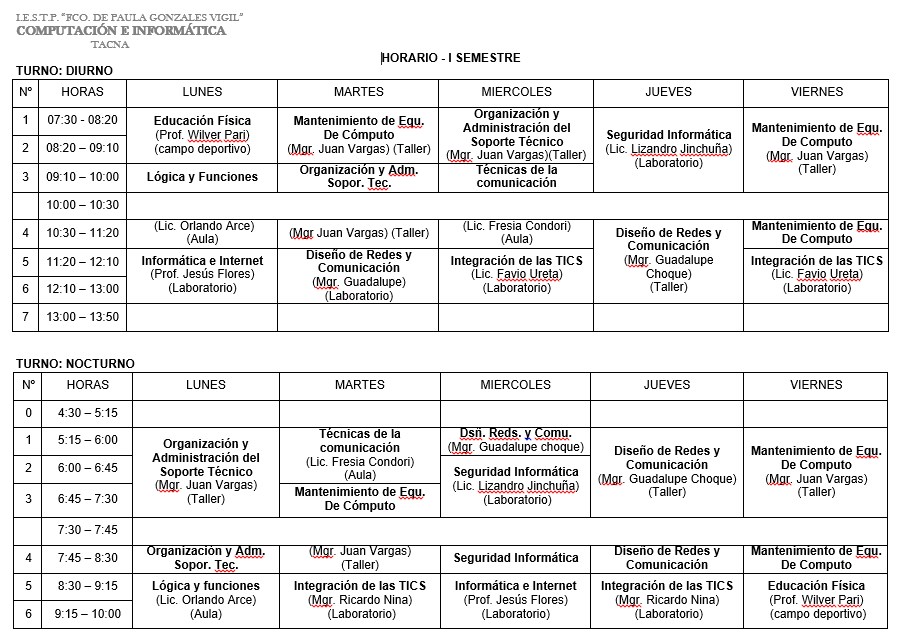 I.E.S.T.P. “FCO. DE PAULA GONZALES VIGIL”
COMPUTACIÓN E INFORMÁTICA
TACNA
HORARIO - I SEMESTRE
TURNO: DIURNO
Nº HORAS LUNES MARTES MIERCOLES JUEVES VIERNES
1 07:30 - 08:20
2 08:20 – 09:10
Educación Física
(Prof. Wilver Pari)
(campo deportivo)
Mantenimiento de Equ.
De Cómputo
(Mgr. Juan Vargas) (Taller)
Organización y
Administración del
Soporte Técnico
(Mgr. Juan Vargas)(Taller)
Seguridad Informática
(Lic. Lizandro Jinchuña)
(Laboratorio)
Mantenimiento de Equ.
De Computo
(Mgr. Juan Vargas)
(Taller)
3 09:10 – 10:00
Lógica y Funciones
Organización y Adm.
Sopor. Tec.
Técnicas de la
comunicación
10:00 – 10:30
4 10:30 – 11:20
(Lic. Orlando Arce)
(Aula)
(Mgr Juan Vargas) (Taller)
(Lic. Fresia Condori)
(Aula)
Diseño de Redes y
Comunicación
(Mgr. Guadalupe
Choque)
(Taller)
Mantenimiento de Equ.
De Computo
5 11:20 – 12:10
6 12:10 – 13:00
Informática e Internet
(Prof. Jesús Flores)
(Laboratorio)
Diseño de Redes y
Comunicación
(Mgr. Guadalupe)
(Laboratorio)
Integración de las TICS
(Lic. Favio Ureta)
(Laboratorio)
Integración de las TICS
(Lic. Favio Ureta)
(Laboratorio)
7 13:00 – 13:50
TURNO: NOCTURNO
Nº HORAS LUNES MARTES MIERCOLES JUEVES VIERNES
0 4:30 – 5:15
1 5:15 – 6:00
2 6:00 – 6:45
3 6:45 – 7:30
Organización y
Administración del
Soporte Técnico
(Mgr. Juan Vargas)
(Taller)
Técnicas de la
comunicación
(Lic. Fresia Condori)
(Aula)
Mantenimiento de Equ.
De Cómputo
Dsñ. Reds. y Comu.
(Mgr. Guadalupe choque)
Seguridad Informática
(Lic. Lizandro Jinchuña)
(Laboratorio)
Diseño de Redes y
Comunicación
(Mgr. Guadalupe Choque)
(Taller)
Mantenimiento de Equ.
De Computo
(Mgr. Juan Vargas)
(Taller)
7:30 – 7:45
4 7:45 – 8:30
Organización y Adm.
Sopor. Tec.
(Mgr. Juan Vargas)
(Taller)
Seguridad Informática
Diseño de Redes y
Comunicación
Mantenimiento de Equ.
De Computo
5 8:30 – 9:15
6 9:15 – 10:00
Lógica y funciones
(Lic. Orlando Arce)
(Aula)
Integración de las TICS
(Mgr. Ricardo Nina)
(Laboratorio)
Informática e Internet
(Prof. Jesús Flores)
(Laboratorio)
Integración de las TICS
(Mgr. Ricardo Nina)
(Laboratorio)
Educación Física
(Prof. Wilver Pari)
(campo deportivo)